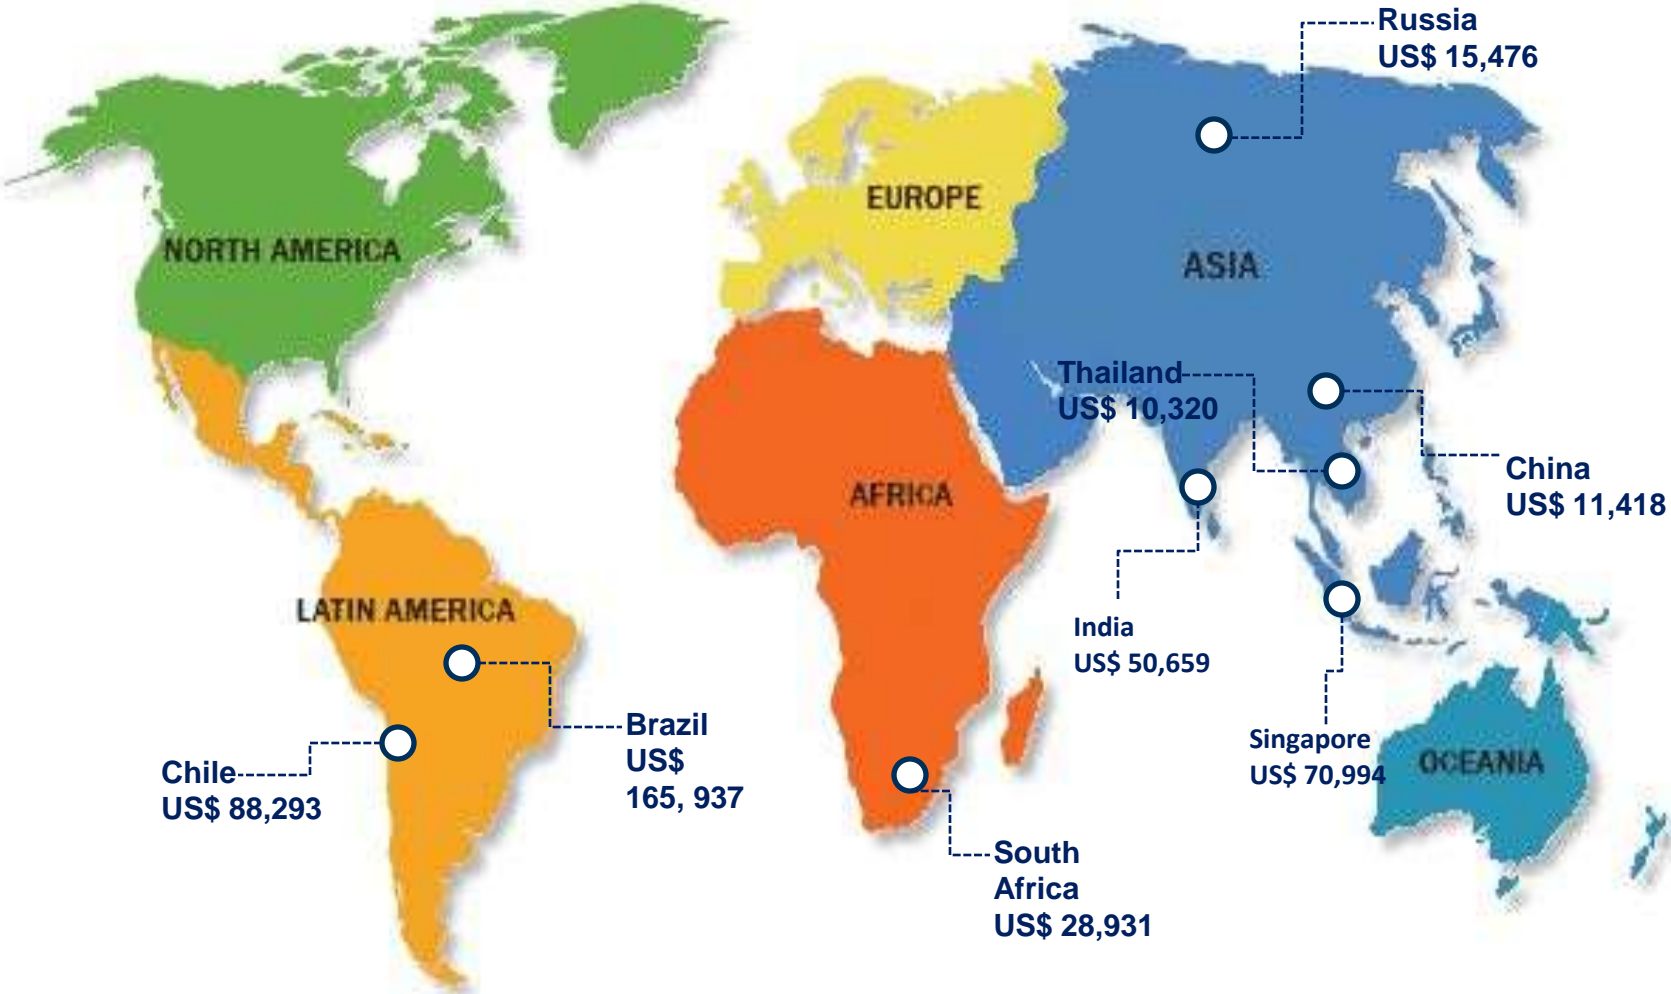 Russia
US$ 15,476
EUROPE
NORTH AMERICA
ASIA
Thailand
US$ 10,320
China
US$ 11,418
AFRICA
LATIN AMERICA
India
US$ 50,659
Brazil
US$
165, 937
Chile
US$ 88,293
Singapore
US$ 70,994
OCEANIA
South
Africa
US$ 28,931